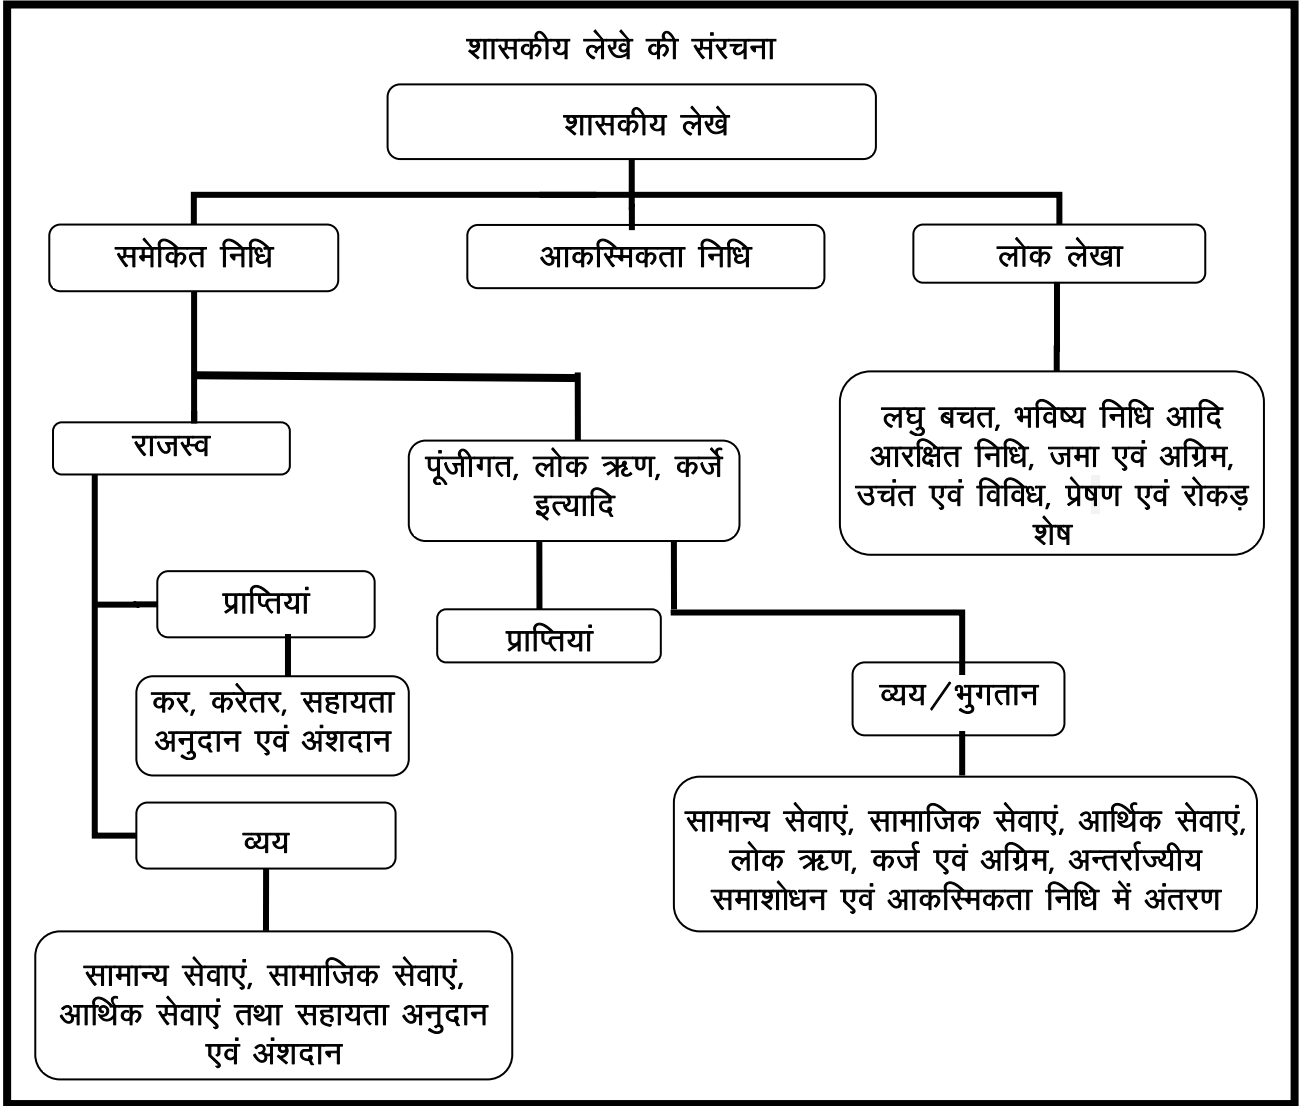 शासकीय लेखे की संरचना
शासकीय लेखे
समेकित निधि
आकस्मिकता निधि
लोक लेखा
लघु बचत, भविष्य निधि आदि
आरक्षित निधि, जमा एवं अग्रिम,
उचंत एवं विविध, प्रेषण एवं रोकड़
शेष
राजस्व
पूंजीगत, लोक ऋण, कर्जे
इत्यादि
प्राप्तियां
प्राप्तियां
कर, करेतर, सहायता
अनुदान एवं अंशदान
व्यय/भुगतान
सामान्य सेवाएं, सामाजिक सेवाएं, आर्थिक सेवाएं,
लोक ऋण, कर्ज एवं अग्रिम, अन्तर्राज्यीय
समाशोधन एवं आकस्मिकता निधि में अंतरण
व्यय
सामान्य सेवाएं, सामाजिक सेवाएं,
आर्थिक सेवाएं तथा सहायता अनुदान
एवं अंशदान